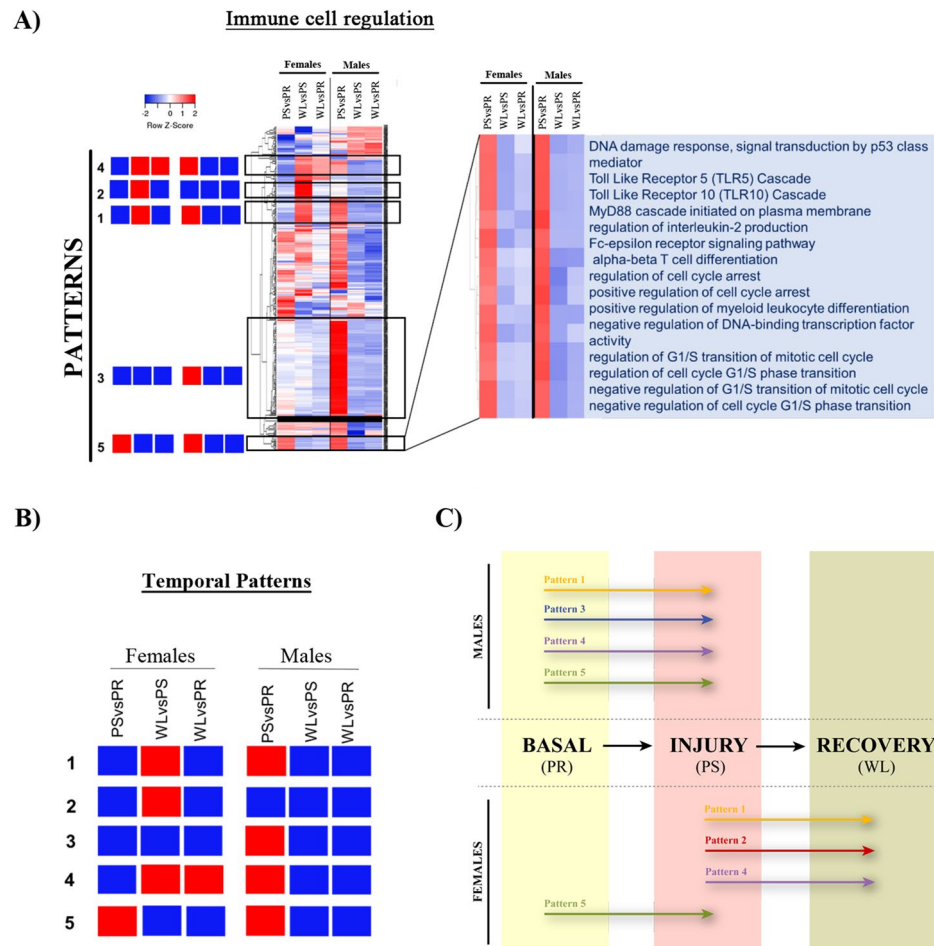 A)
Immune cell regulation
Females Males
PSvsPR WLvsPS WLvsPR PSvsPR WLvsPS WLvsPR
-2 0 1 2
Row Z-Score
PATTERNS
4
2
1
3
5
Females Males
PSvsPR WLvsPS WLvsPR PSvsPR WLvsPS WLvsPR
DNA damage response, signal transduction by p53 class
mediator
Toll Like Receptor 5 (TLR5) Cascade
Toll Like Receptor 10 (TLR10) Cascade
MyD88 cascade initiated on plasma membrane
regulation of interleukin-2 production
Fc-epsilon receptor signaling pathway
alpha-beta T cell differentiation
regulation of cell cycle arrest
positive regulation of cell cycle arrest
positive regulation of myeloid leukocyte differentiation
negative regulation of DNA-binding transcription factor
activity
regulation of G1/S transition of mitotic cell cycle
regulation of cell cycle G1/S phase transition
negative regulation of G1/S transition of mitotic cell cycle
negative regulation of cell cycle G1/S phase transition
B)
Temporal Patterns
Females Males
PSvsPR WLvsPS WLvsPR PSvsPR WLvsPS WLvsPR
1
2
3
4
5
C)
MALES
Pattern 1
Pattern 3
Pattern 4
Pattern 5
BASAL INJURY RECOVERY
(PR) (PS) (WL)
FEMALES
Pattern 1
Pattern 2
Pattern 4
Pattern 5